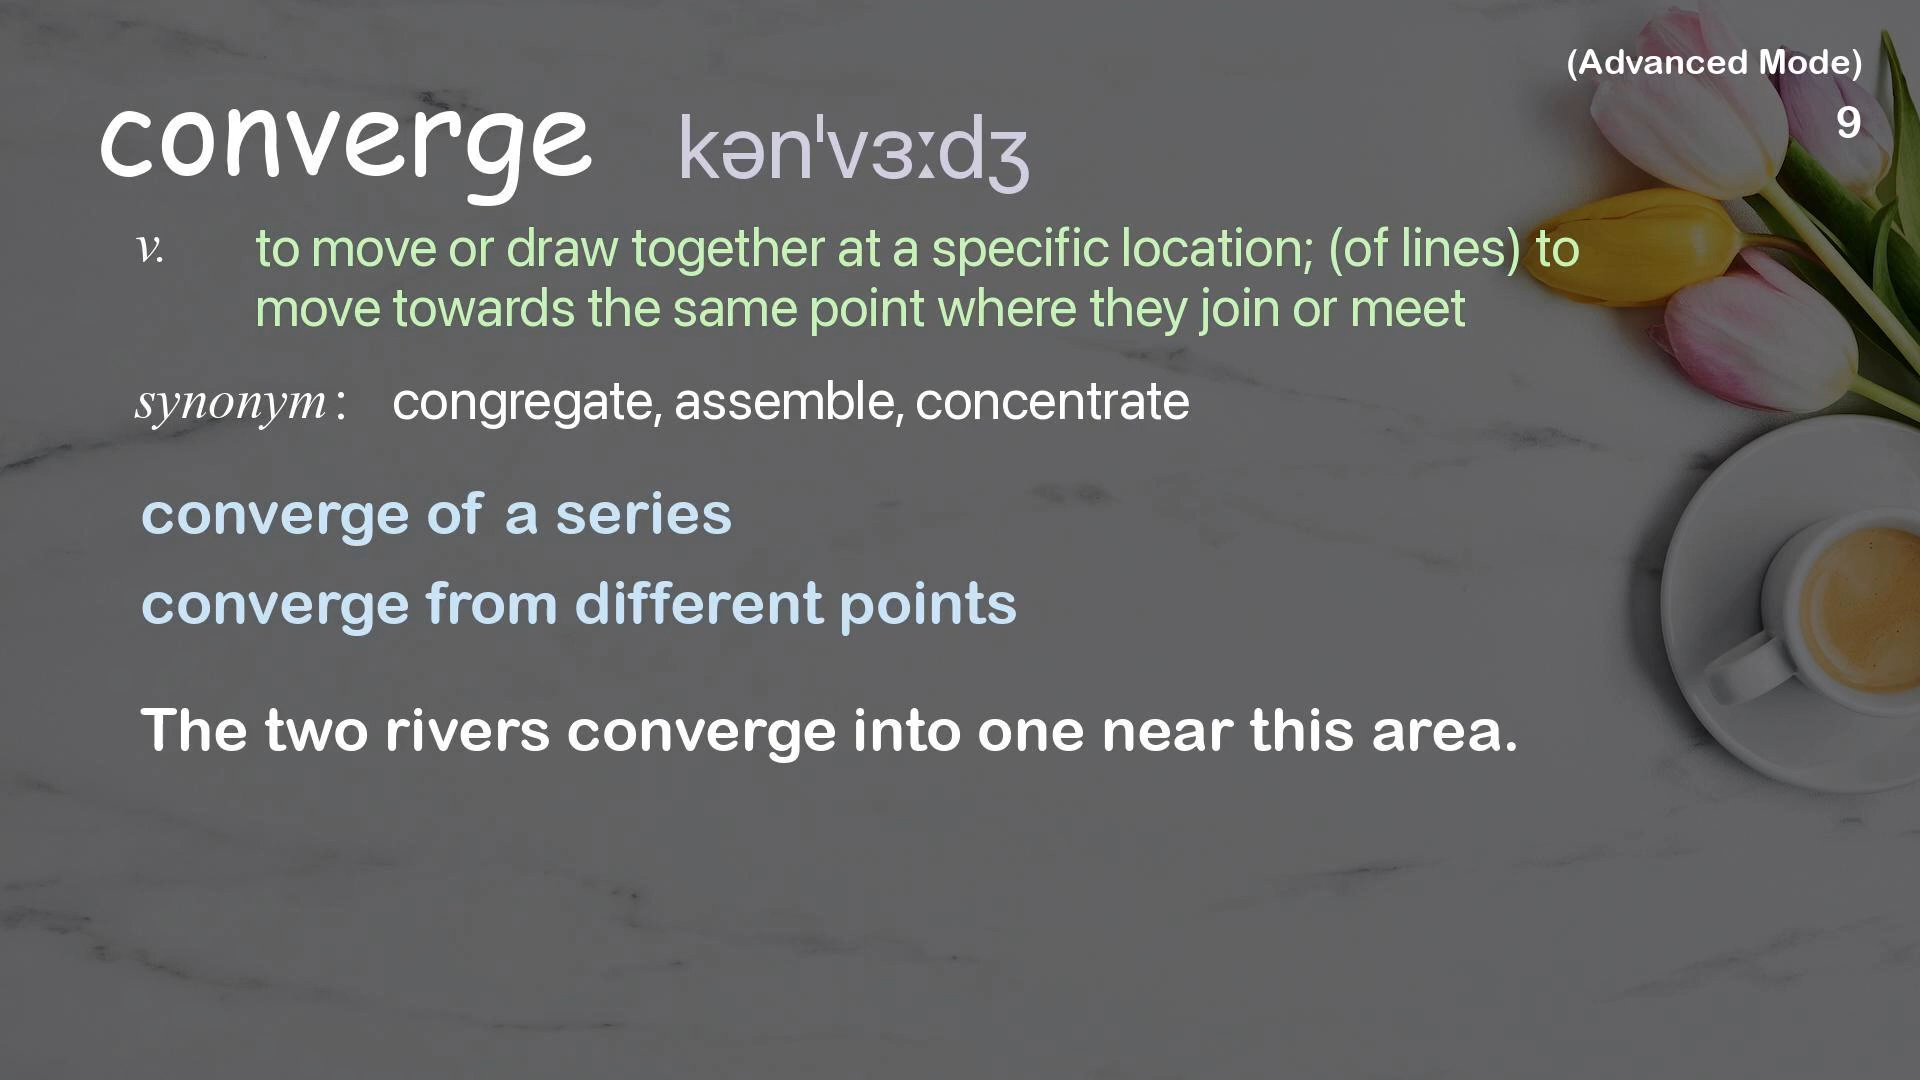 (Advanced Mode)
9
converge kənˈvɜːdʒ
v. to move or draw together at a specific location; (of lines) to
move towards the same point where they join or meet
synonym: congregate, assemble, concentrate
converge of a series
converge from different points
The two rivers converge into one near this area.